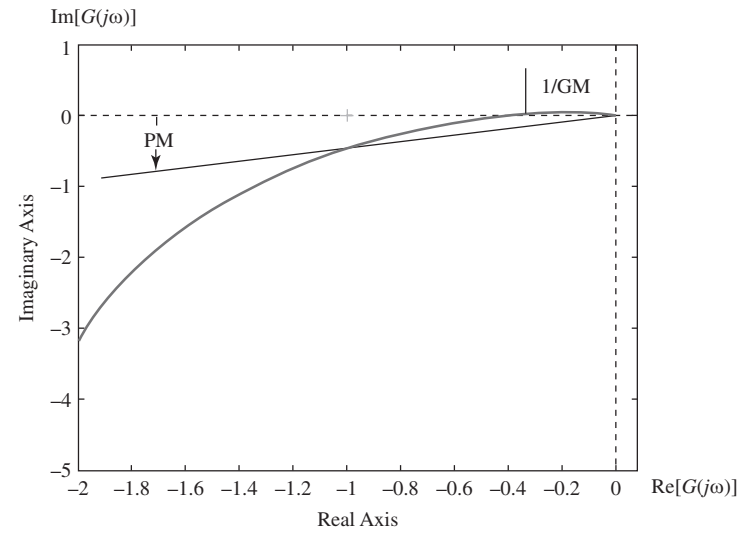 Im[G(jω)]
1
0
–1
–2
–3
–4
–5
Imaginary Axis
PM
1/GM
–2 –1.8 –1.6 –1.4 –1.2 –1 –0.8 –0.6 –0.4 –0.2 0
Re[G(jω)]
Real Axis